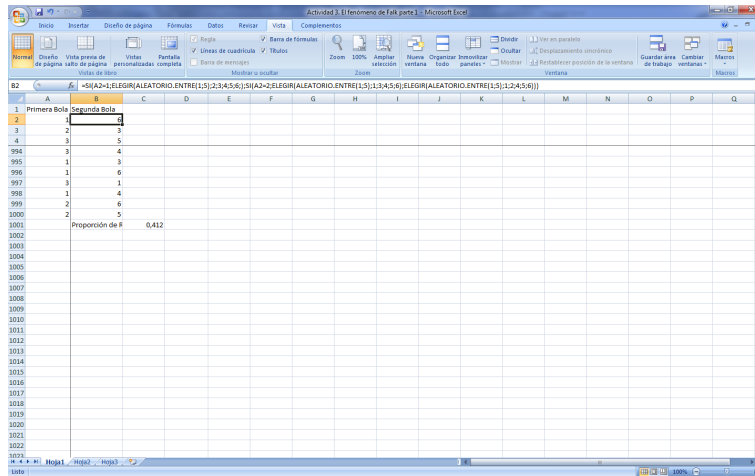 Actividad 3. El fenómeno de Falk parte 1 - Microsoft Excel
Inicio Insertar Diseño de página Fórmulas Datos Revisar Vista Complementos
Normal Diseño de página Vista previa de salto de página Vistas personalizadas Pantalla completa
Regla
Líneas de cuadrícula
Barra de mensajes
Barra de fórmulas
Títulos
Zoom 100% Ampliar selección
Nueva ventana Organizar todo Inmovilizar paneles
Dividir
Ocultar
Mostrar
Ver en paralelo
Desplazamiento sincrónico
Restablecer posición de la ventana
Guardar área de trabajo Cambiar ventanas Macros
Vistas de libro Mostrar u ocultar Zoom Ventana Macros
B2 fx =SI(A2=1;ELEGIR(ALEATORIO.ENTRE(1;5);2;3;4;5;6;);SI(A2=2;ELEGIR(ALEATORIO.ENTRE(1;5);1;3;4;5;6);ELEGIR(ALEATORIO.ENTRE(1;5);1;2;4;5;6)))
A B C D E F G H I J K L M N O P Q
1 Primera Bola Segunda Bola
2 1 6
3 2 3
4 3 5
994 3 4
995 1 3
996 1 6
997 3 1
998 1 4
999 2 6
1000 2 5
1001 Proporción de F 0,412
1002
1003
1004
1005
1006
1007
1008
1009
1010
1011
1012
1013
1014
1015
1016
1017
1018
1019
1020
1021
1022
1023
Hoja1 Hoja2 Hoja3
Listo 100%